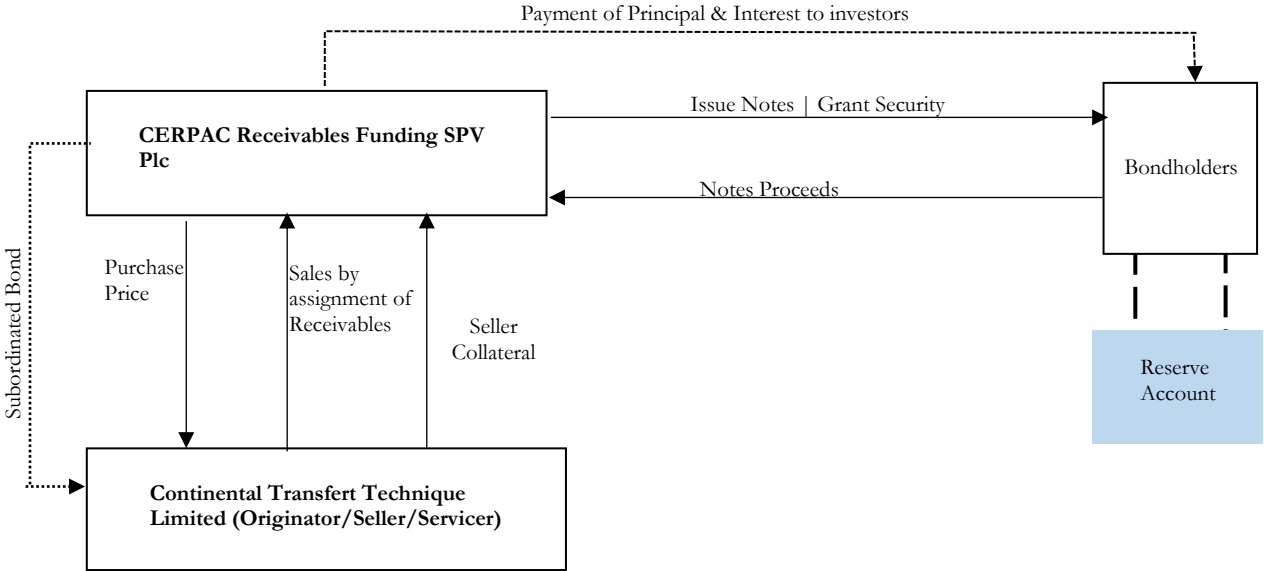 Payment of Principal & Interest to investors
CERPAC Receivables Funding SPV
Plc
Issue Notes | Grant Security
Bondholders
Notes Proceeds
Subordinated Bond
Purchase
Price
Sales by
assignment of
Receivables
Seller
Collateral
Reserve
Account
Continental Transfert Technique
Limited (Originator/Seller/Servicer)